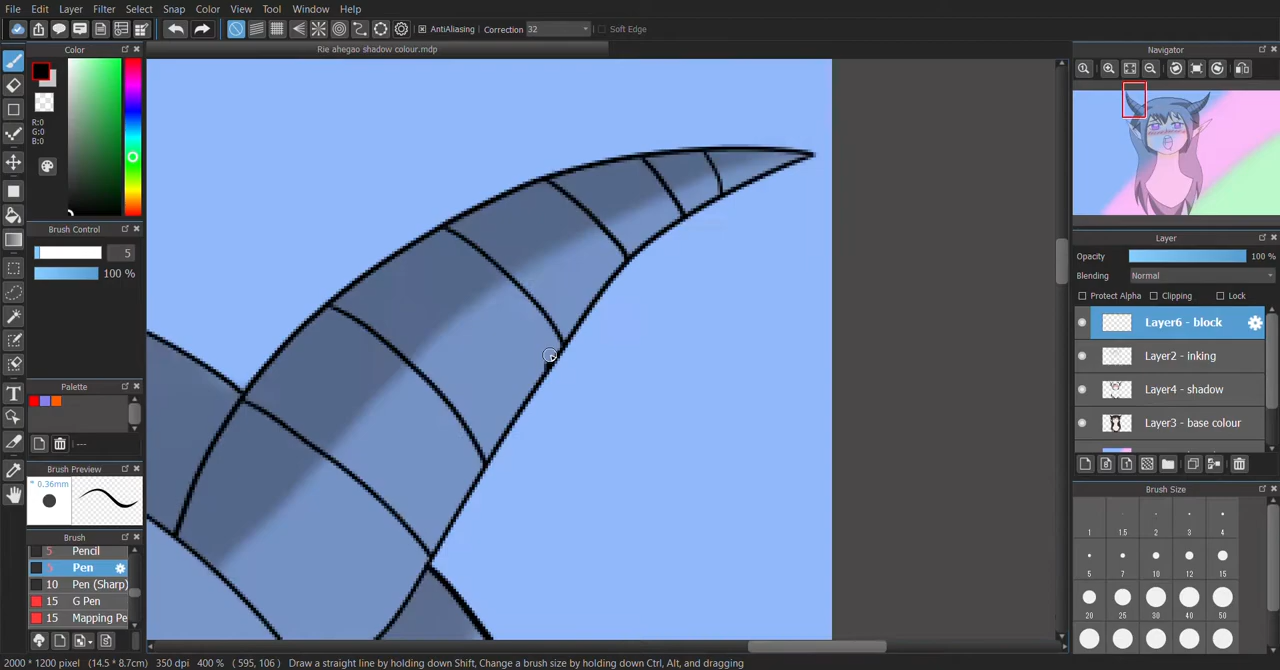 File Edit Layer Filter Select Snap Color Tool Window Help
AntiAliasing Correction 32 Soft Edge
Rie ahegao shadow colour.mdp
Color
R:0
G:0
B:0
Brush Control
5
100 %
Palette
---
Brush Preview
* 0.36mm
Brush
5 Pencil
5 Pen
10 Pen (Sharp)
15 G Pen
15 Mapping Pe
Navigator
Layer
Opacity 100 %
Blending Normal
Protect Alpha Clipping Lock
Layer6 - block
Layer2 - inking
Layer4 - shadow
Layer3 - base colour
Brush Size
1 1.5 2 3 4
5 7 10 12 15
20 25 30 40 50
2000 * 1200 pixel (14.5 * 8.7cm) 350 dpi 400 % ( 595, 106 ) Draw a straight line by holding down Shift, Change a brush size by holding down Ctrl, Alt, and dragging